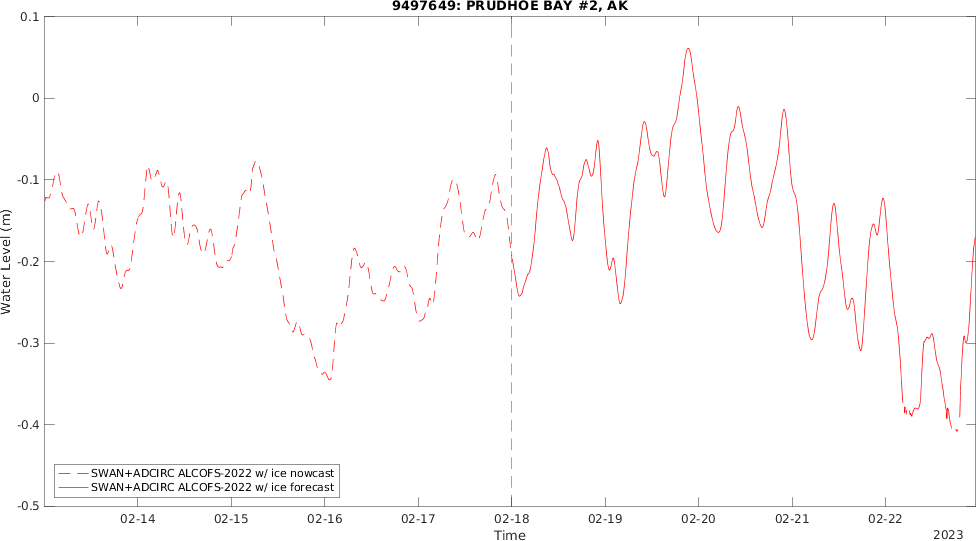 9497649: PRUDHOE BAY #2, AK
0.1
0
-0.1
-0.2
-0.3
-0.4
-0.5
Water Level (m)
SWAN+ADCIRC ALCOFS-2022 w/ ice nowcast
SWAN+ADCIRC ALCOFS-2022 w/ ice forecast
02-14 02-15 02-16 02-17 02-18 02-19 02-20 02-21 02-22
Time
2023